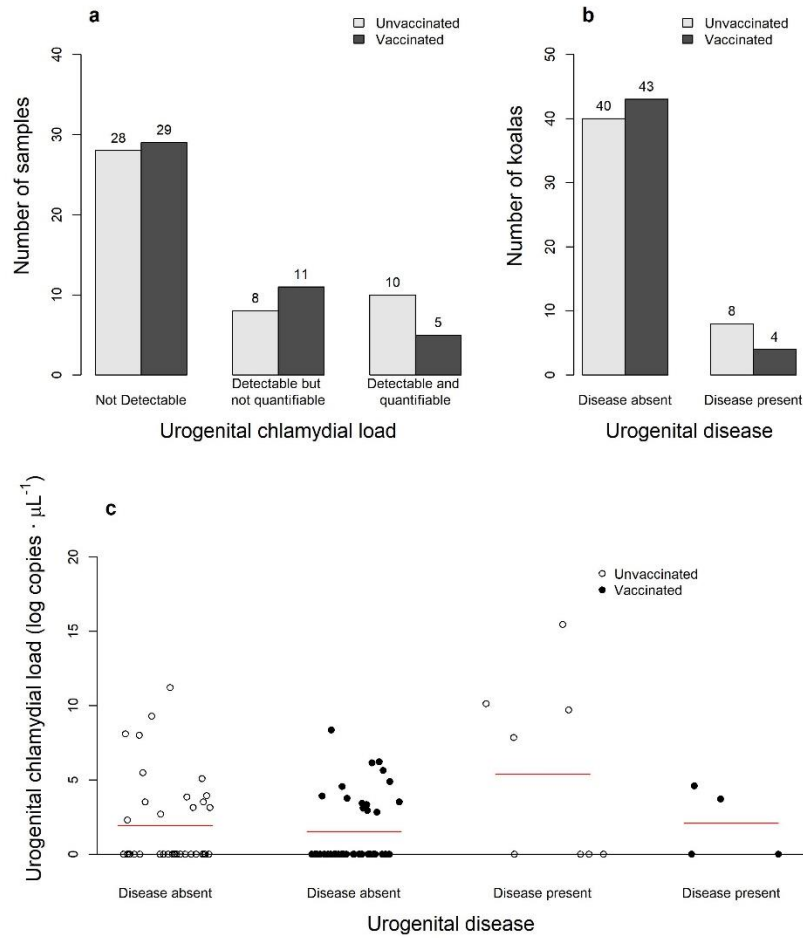 a
Unvaccinated
Vaccinated
40
30
20
10
0
Number of samples
28
29
8
11
10
5
Not Detectable
Detectable but
not quantifiable
Detectable and
quantifiable
Urogenital chlamydial load
b
Unvaccinated
Vaccinated
50
40
30
20
10
0
Number of koalas
40
43
8
4
Disease absent
Disease present
Urogenital disease
c
Unvaccinated
Vaccinated
20
15
10
5
0
Urogenital chlamydial load (log copies · μL⁻¹)
Disease absent
Disease absent
Disease present
Disease present
Urogenital disease